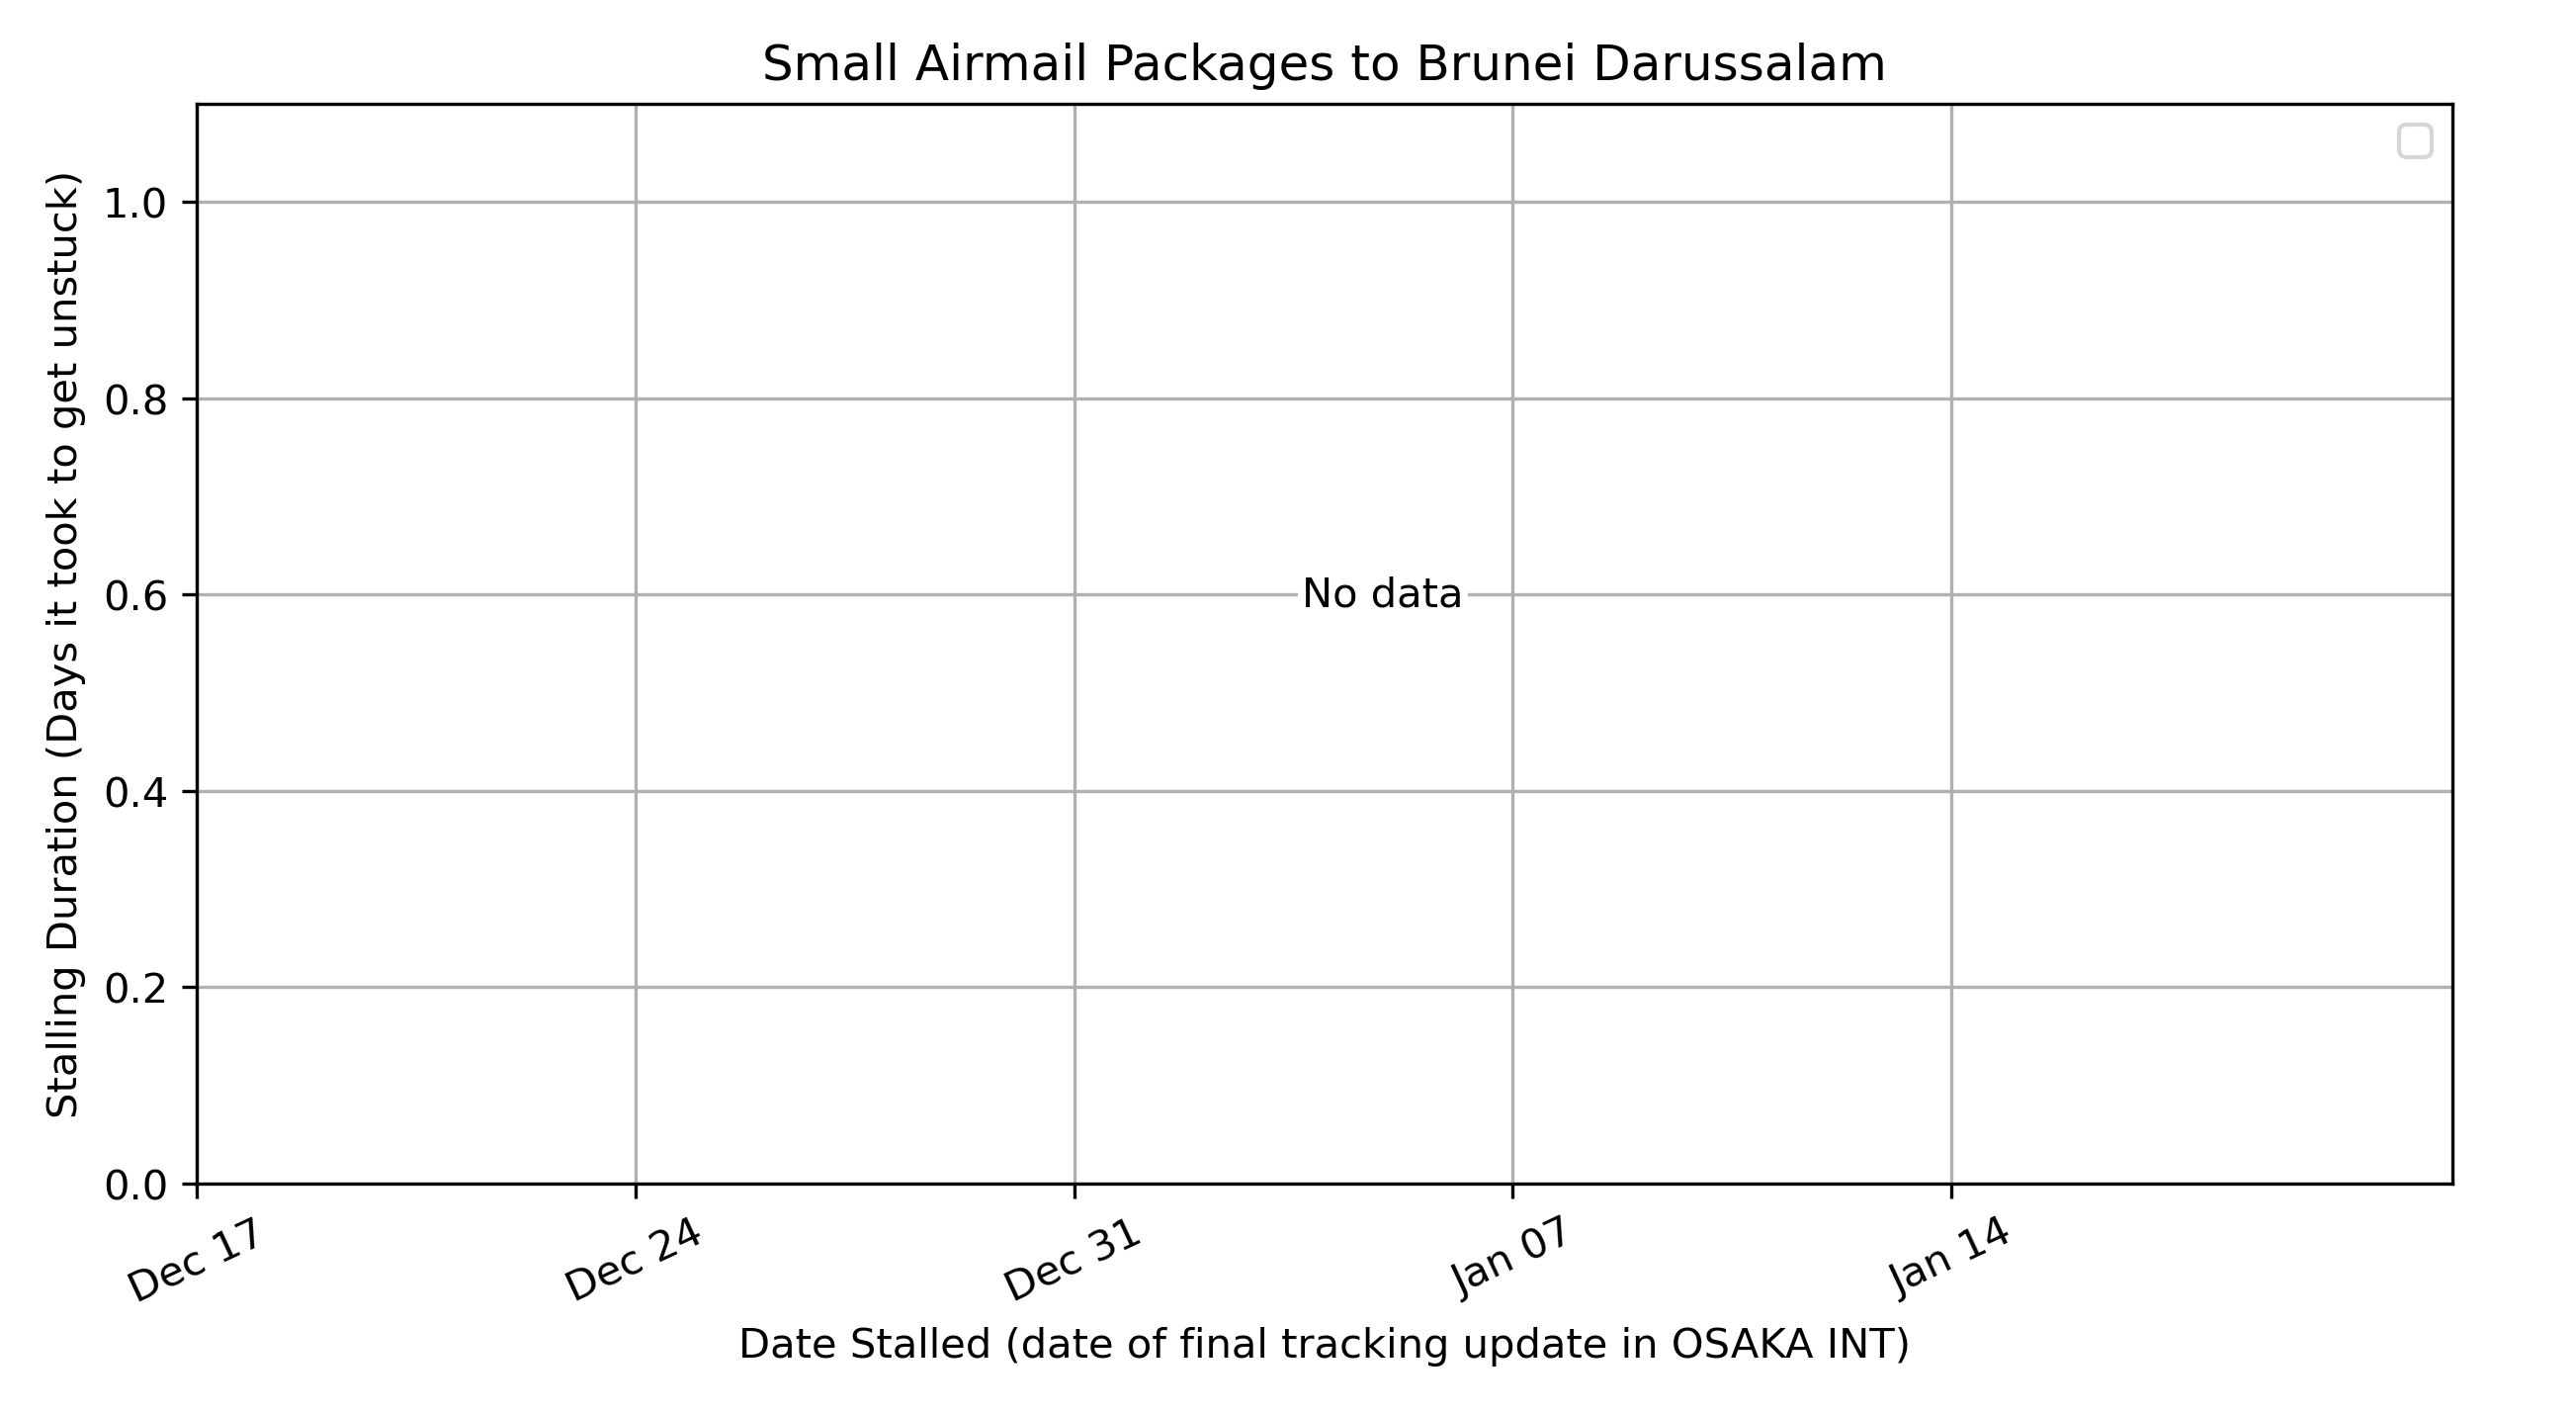 Small Airmail Packages to Brunei Darussalam
Stalling Duration (Days it took to get unstuck)
1.0
0.8
0.6
0.4
0.2
0.0
No data
Dec 17
Dec 24
Dec 31
Jan 07
Jan 14
Date Stalled (date of final tracking update in OSAKA INT)